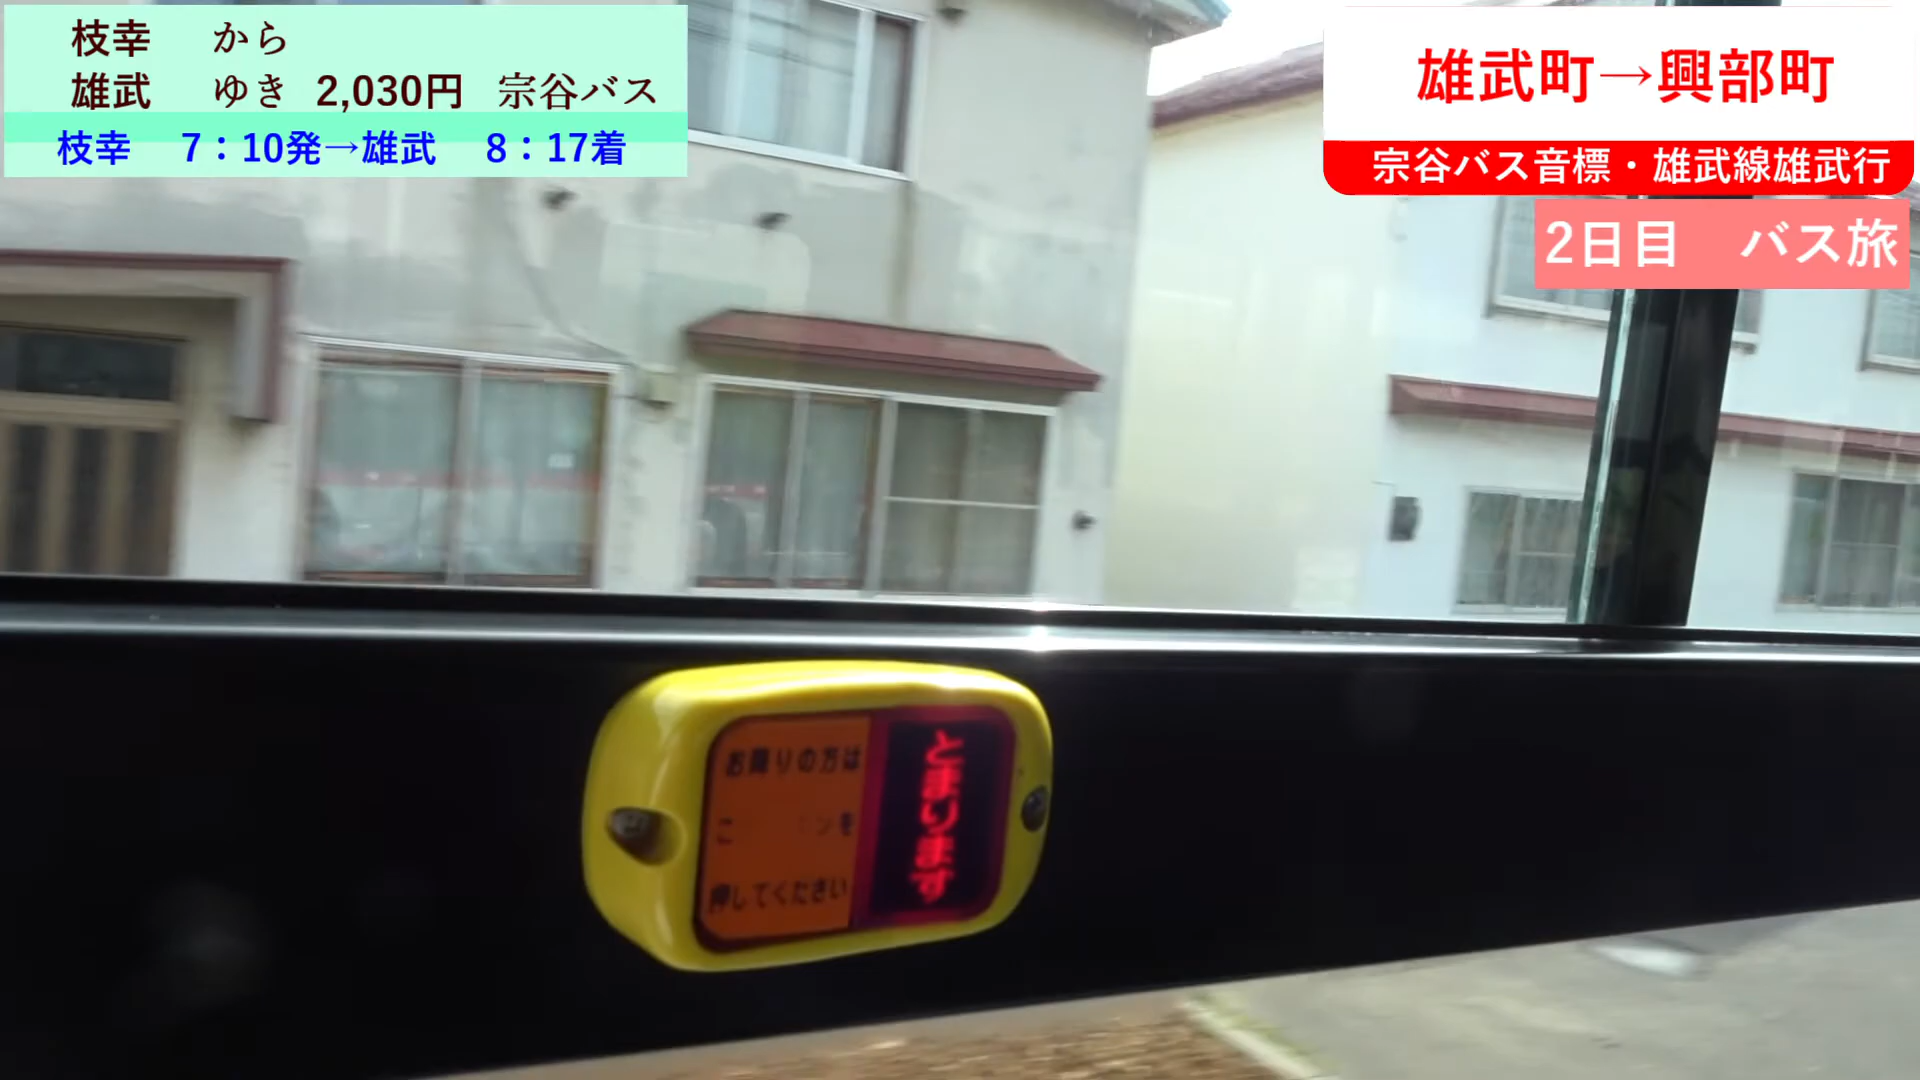 枝幸 から
雄武 ゆき 2,030円 宗谷バス
枝幸 7：10発→雄武 8：17着
雄武町→興部町
宗谷バス音標・雄武線雄武行
2日目 バス旅
お降りの方は
こ ンを
押してください
とまります